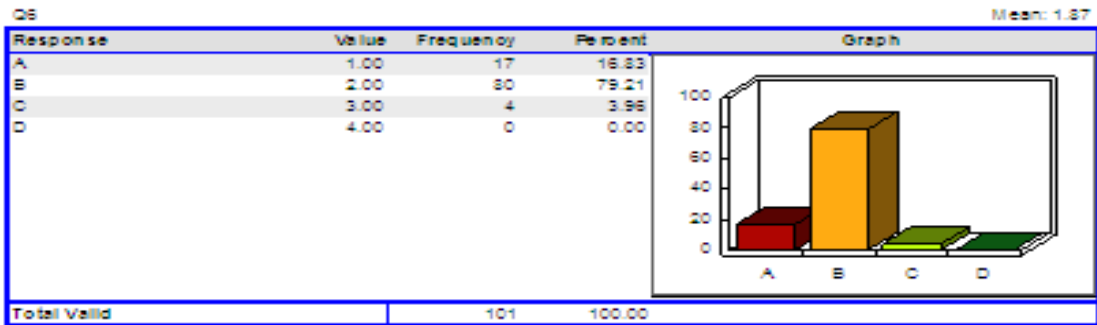 Q6 Mean: 1.87
Response Value Frequency Percent Graph
A 1.00 17 16.83
B 2.00 80 79.21
C 3.00 4 3.96
D 4.00 0 0.00
100
80
60
40
20
0
A B C D
Total Valid 101 100.00